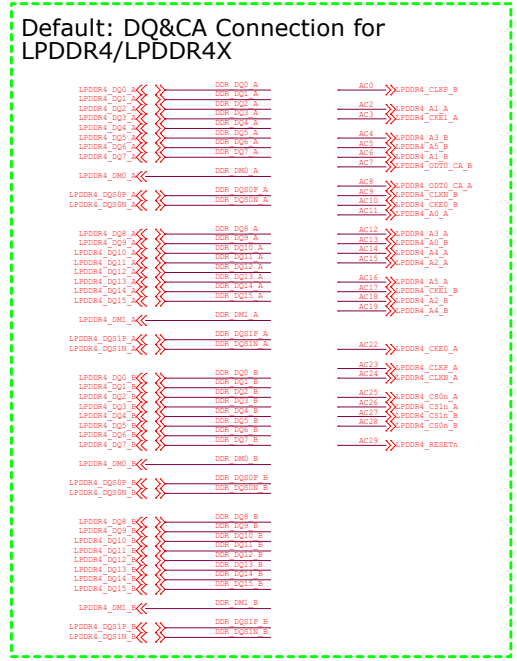 Default: DQ&CA Connection for
LPDDR4/LPDDR4X
LPDDR4_DQ0_A DDR_DQ0_A
LPDDR4_DQ1_A DDR_DQ1_A
LPDDR4_DQ2_A DDR_DQ2_A
LPDDR4_DQ3_A DDR_DQ3_A
LPDDR4_DQ4_A DDR_DQ4_A
LPDDR4_DQ5_A DDR_DQ5_A
LPDDR4_DQ6_A DDR_DQ6_A
LPDDR4_DQ7_A DDR_DQ7_A
LPDDR4_DM0_A DDR_DM0_A
LPDDR4_DQS0P_A DDR_DQS0P_A
LPDDR4_DQS0N_A DDR_DQS0N_A
LPDDR4_DQ8_A DDR_DQ8_A
LPDDR4_DQ9_A DDR_DQ9_A
LPDDR4_DQ10_A DDR_DQ10_A
LPDDR4_DQ11_A DDR_DQ11_A
LPDDR4_DQ12_A DDR_DQ12_A
LPDDR4_DQ13_A DDR_DQ13_A
LPDDR4_DQ14_A DDR_DQ14_A
LPDDR4_DQ15_A DDR_DQ15_A
LPDDR4_DM1_A DDR_DM1_A
LPDDR4_DQS1P_A DDR_DQS1P_A
LPDDR4_DQS1N_A DDR_DQS1N_A
LPDDR4_DQ0_B DDR_DQ0_B
LPDDR4_DQ1_B DDR_DQ1_B
LPDDR4_DQ2_B DDR_DQ2_B
LPDDR4_DQ3_B DDR_DQ3_B
LPDDR4_DQ4_B DDR_DQ4_B
LPDDR4_DQ5_B DDR_DQ5_B
LPDDR4_DQ6_B DDR_DQ6_B
LPDDR4_DQ7_B DDR_DQ7_B
LPDDR4_DM0_B DDR_DM0_B
LPDDR4_DQS0P_B DDR_DQS0P_B
LPDDR4_DQS0N_B DDR_DQS0N_B
LPDDR4_DQ8_B DDR_DQ8_B
LPDDR4_DQ9_B DDR_DQ9_B
LPDDR4_DQ10_B DDR_DQ10_B
LPDDR4_DQ11_B DDR_DQ11_B
LPDDR4_DQ12_B DDR_DQ12_B
LPDDR4_DQ13_B DDR_DQ13_B
LPDDR4_DQ14_B DDR_DQ14_B
LPDDR4_DQ15_B DDR_DQ15_B
LPDDR4_DM1_B DDR_DM1_B
LPDDR4_DQS1P_B DDR_DQS1P_B
LPDDR4_DQS1N_B DDR_DQS1N_B
AC0 LPDDR4_CLKP_B
AC2 LPDDR4_A1_A
AC3 LPDDR4_CKE1_A
AC4 LPDDR4_A3_B
AC5 LPDDR4_A5_B
AC6 LPDDR4_A1_B
AC7 LPDDR4_ODT0_CA_B
AC8 LPDDR4_ODT0_CA_A
AC9 LPDDR4_CLKN_B
AC10 LPDDR4_CKE0_B
AC11 LPDDR4_A0_A
AC12 LPDDR4_A3_A
AC13 LPDDR4_A0_B
AC14 LPDDR4_A4_A
AC15 LPDDR4_A2_A
AC16 LPDDR4_A5_A
AC17 LPDDR4_CKE1_B
AC18 LPDDR4_A2_B
AC19 LPDDR4_A4_B
AC22 LPDDR4_CKE0_A
AC23 LPDDR4_CLKP_A
AC24 LPDDR4_CLKN_A
AC25 LPDDR4_CS0n_A
AC26 LPDDR4_CS1n_A
AC27 LPDDR4_CS1n_B
AC28 LPDDR4_CS0n_B
AC29 LPDDR4_RESETn